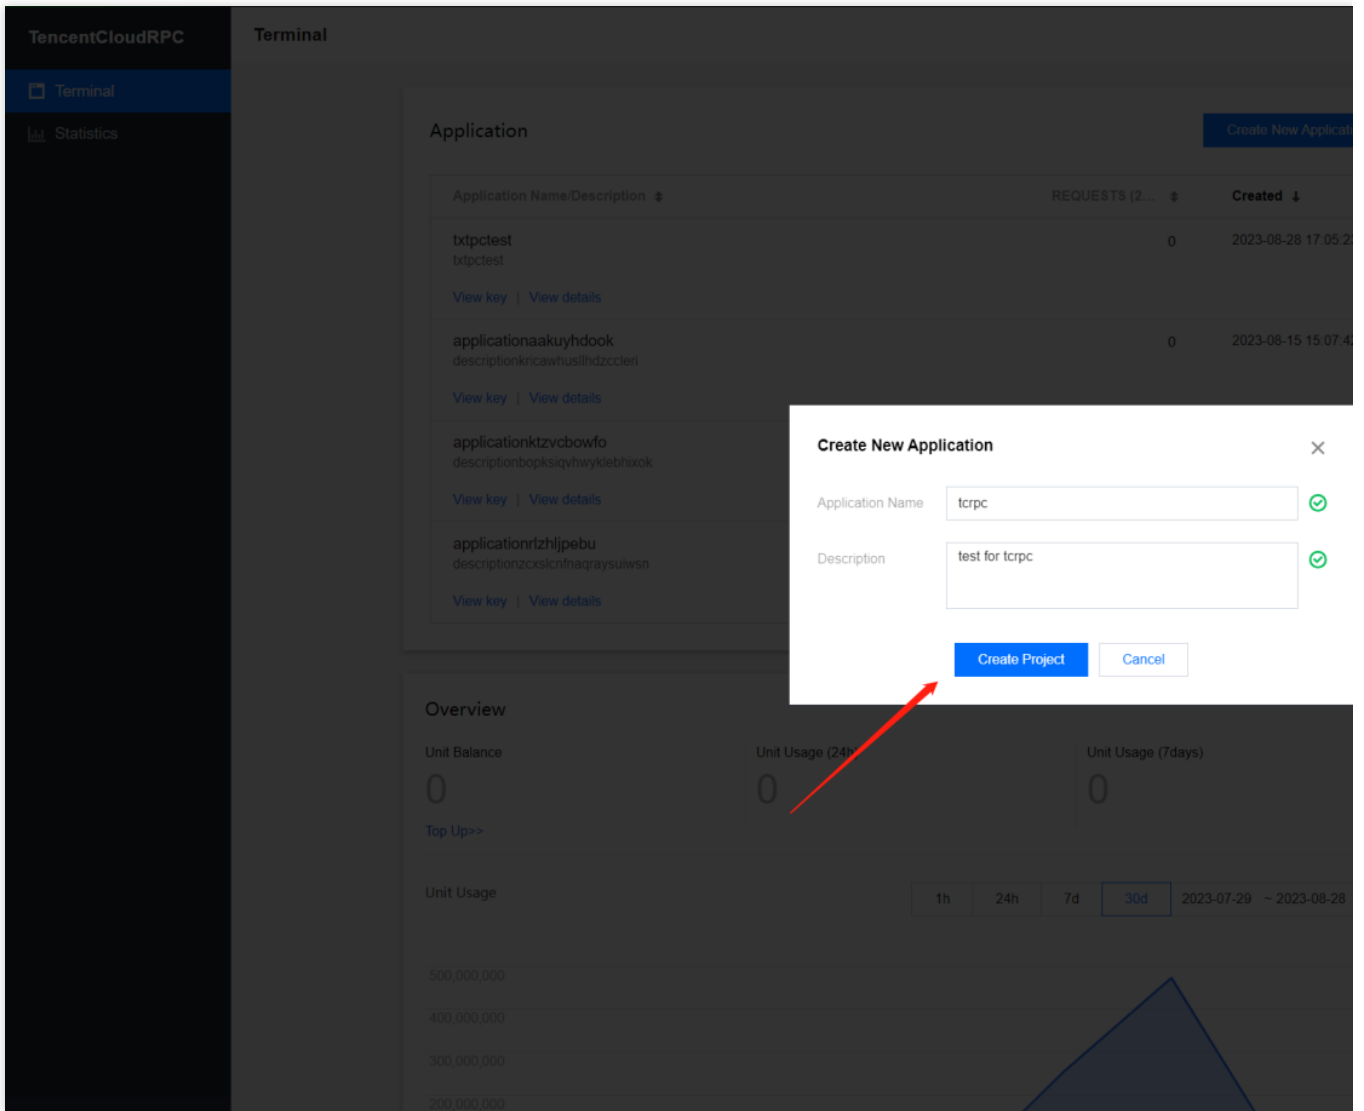 TencentCloudRPC
Terminal
Terminal
Statistics
Application
Create New Applicati
Application Name/Description
REQUESTS (2...
Created
txtpctest
0
2023-08-28 17:05:2
txtpctest
View key | View details
applicationaakuyhdook
0
2023-08-15 15:07:42
descriptionkricawhusilhdzccleri
View key | View details
applicationktzvcbowfo
descriptionbopksiqvhwyklebhixok
View key | View details
applicationrlzhljpebu
descriptionzcxslcnfnaqraysuiwsn
View key | View details
Create New Application
Application Name
tcrpc
Description
test for tcrpc
Create Project
Cancel
Overview
Unit Balance
Unit Usage (24h)
Unit Usage (7days)
0
0
0
Top Up>>
Unit Usage
1h
24h
7d
30d
2023-07-29 ~ 2023-08-28
500,000,000
400,000,000
300,000,000
200,000,000